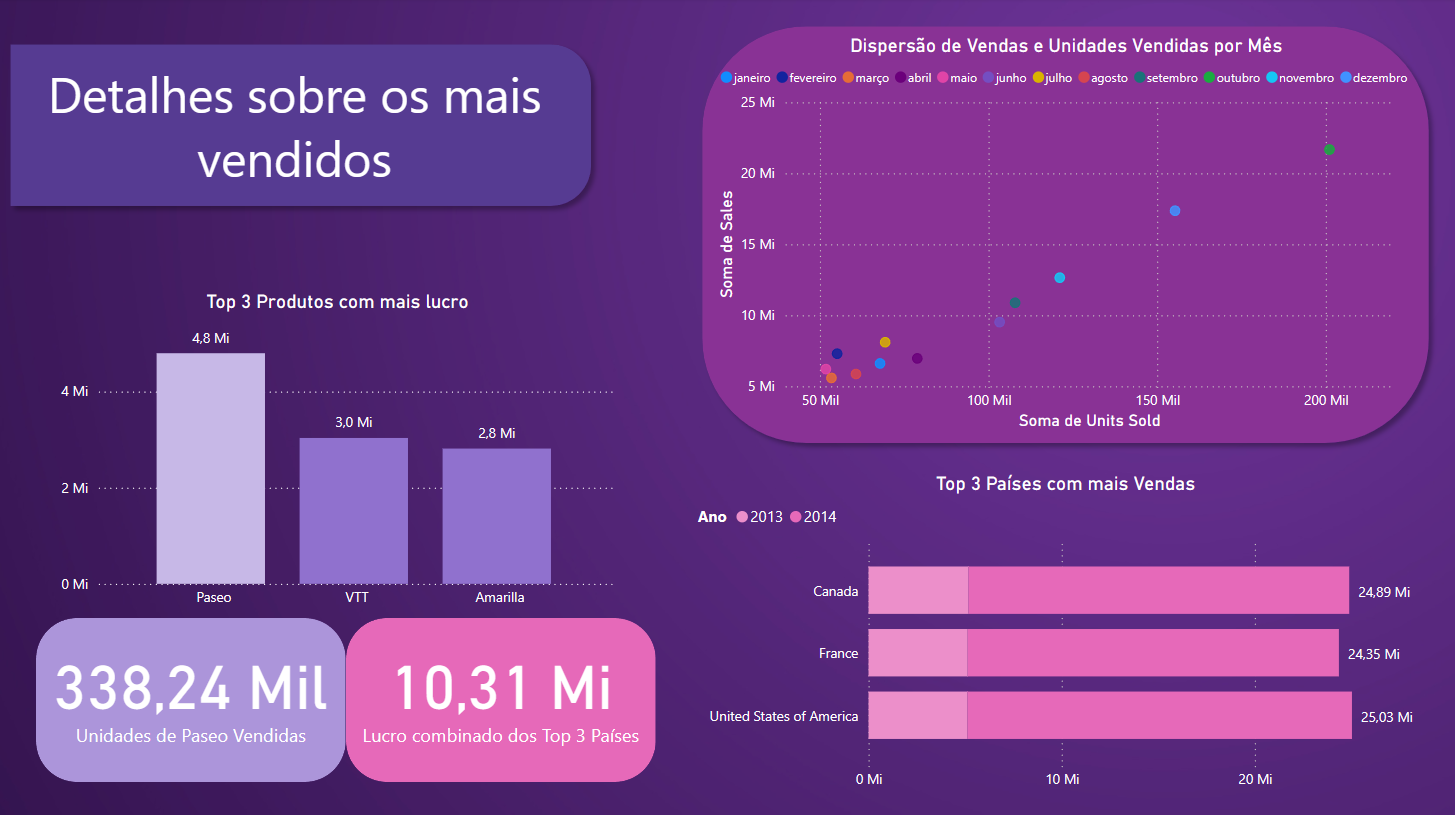 Detalhes sobre os mais
vendidos
Dispersão de Vendas e Unidades Vendidas por Mês
janeiro fevereiro março abril maio junho julho agosto setembro outubro novembro dezembro
25 Mi
20 Mi
15 Mi
10 Mi
5 Mi
Soma de Sales
50 Mil 100 Mil 150 Mil 200 Mil
Soma de Units Sold
Top 3 Produtos com mais lucro
4,8 Mi
3,0 Mi
2,8 Mi
4 Mi
2 Mi
0 Mi
Paseo VTT Amarilla
338,24 Mil
Unidades de Paseo Vendidas
10,31 Mi
Lucro combinado dos Top 3 Países
Top 3 Países com mais Vendas
Ano 2013 2014
Canada 24,89 Mi
France 24,35 Mi
United States of America 25,03 Mi
0 Mi 10 Mi 20 Mi